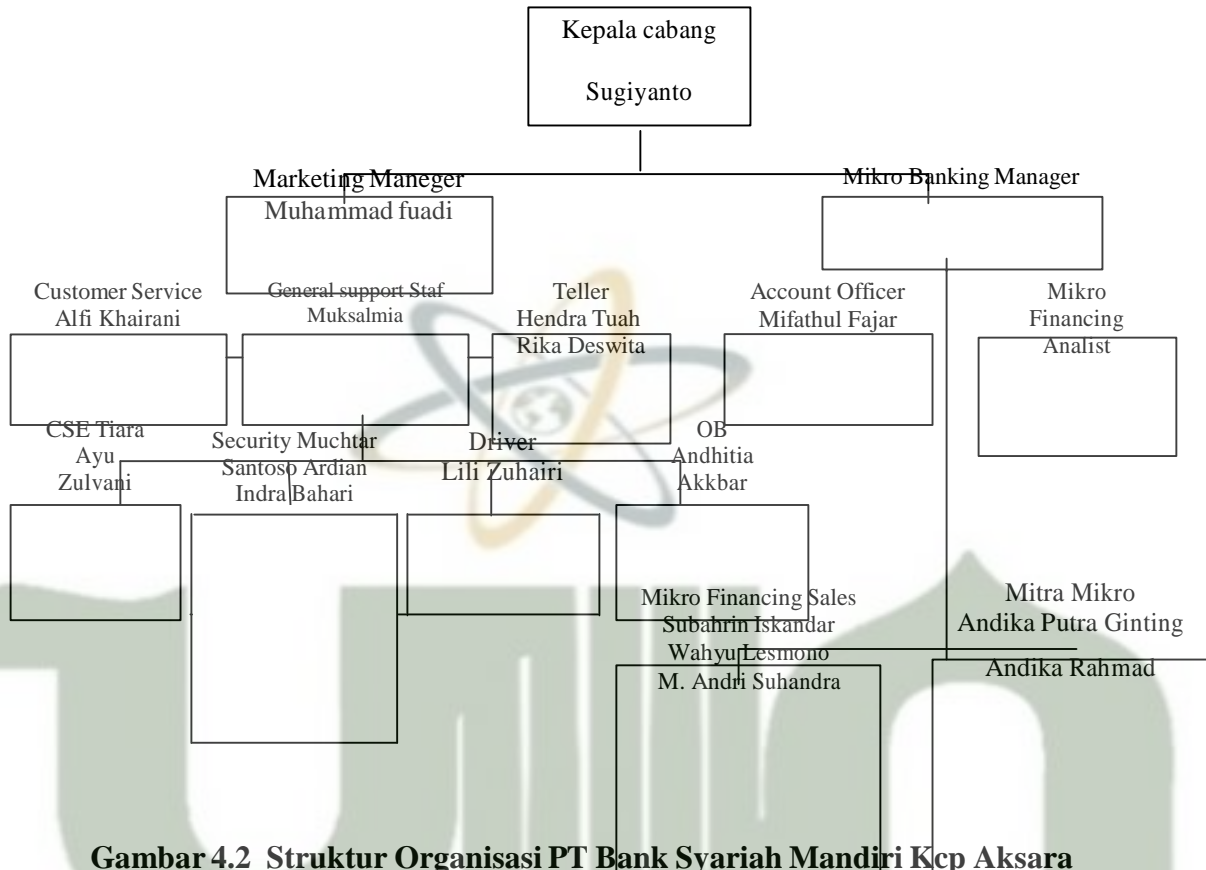 Kepala cabang
Sugiyanto
Marketing Maneger
Muhammad fuadi
Mikro Banking Manager
Customer Service
Alfi Khairani
General support Staf
Muksalmia
Teller
Hendra Tuah
Rika Deswita
Account Officer
Mifathul Fajar
Mikro
Financing
Analist
CSE Tiara
Ayu
Zulvani
Security Muchtar
Santoso Ardian
Indra Bahari
Driver
Lili Zuhairi
OB
Andhitia
Akkbar
Mikro Financing Sales
Subahrin Iskandar
Wahyu Lesmono
M. Andri Suhandra
Mitra Mikro
Andika Putra Ginting
Andika Rahmad
Gambar 4.2 Struktur Organisasi PT Bank Syariah Mandiri Kcp Aksara